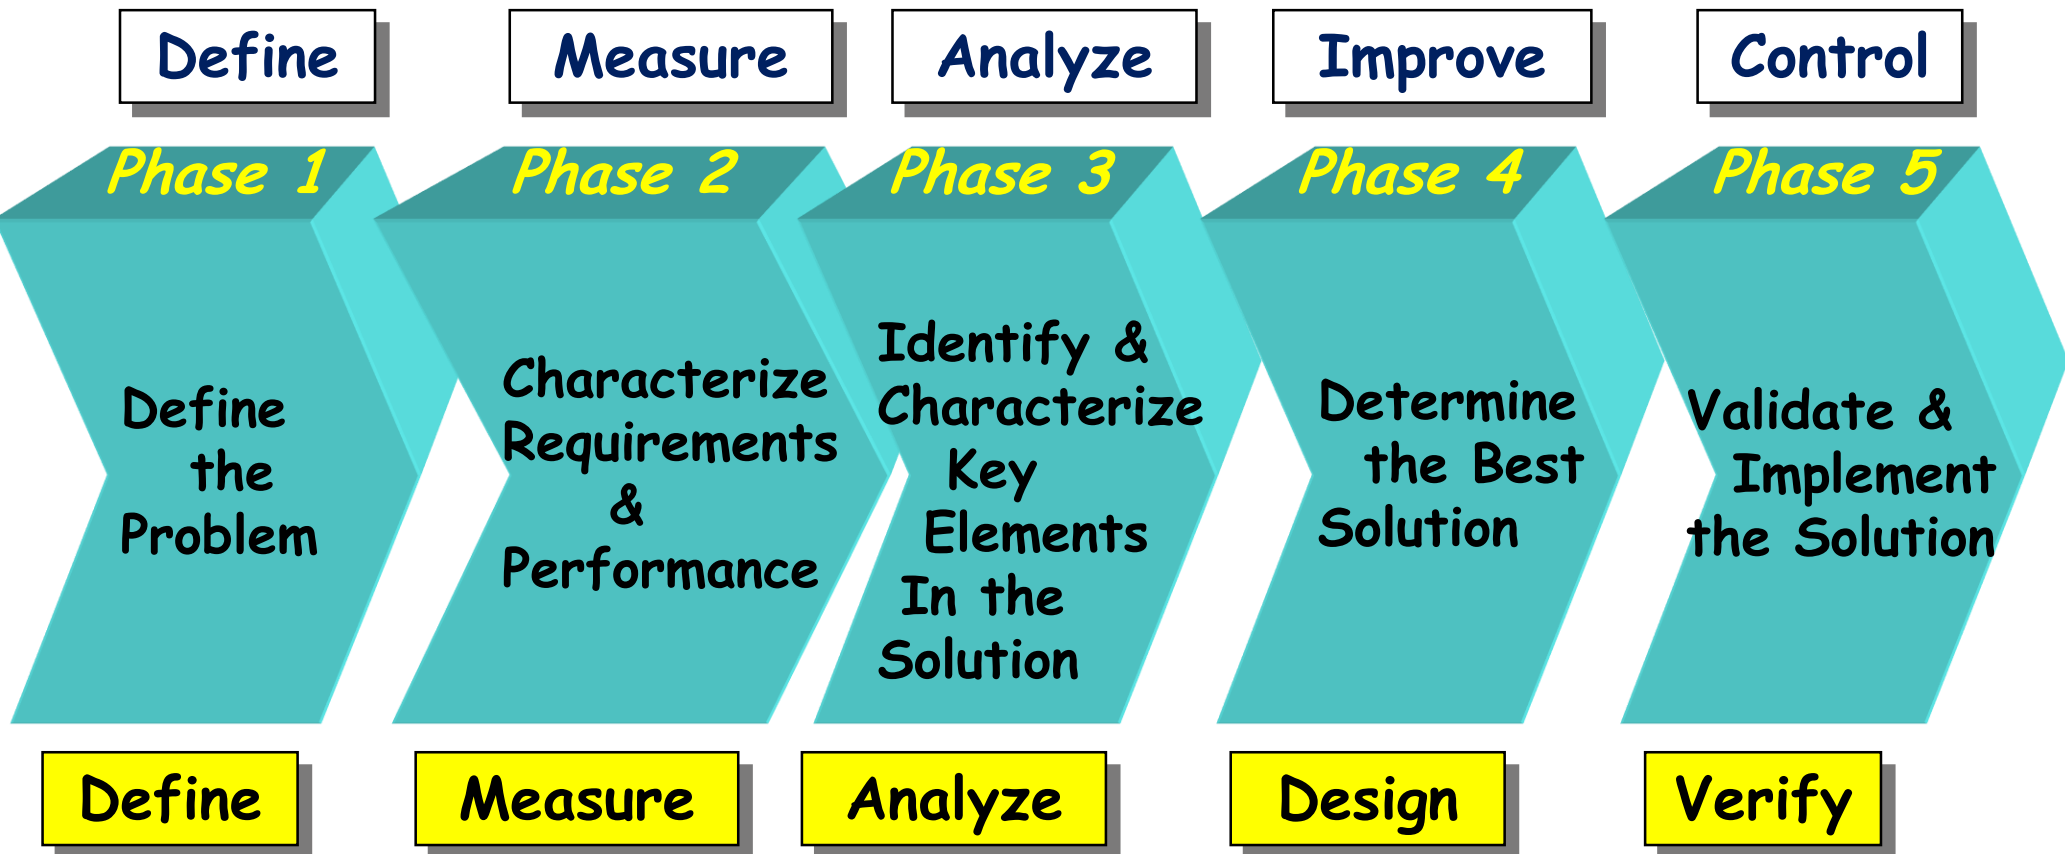 Define
Measure
Analyze
Improve
Control
Phase 1
Phase 2
Phase 3
Phase 4
Phase 5
Define
the
Problem
Characterize
Requirements
&
Performance
Identify &
Characterize
Key
Elements
In the
Solution
Determine
the Best
Solution
Validate &
Implement
the Solution
Define
Measure
Analyze
Design
Verify